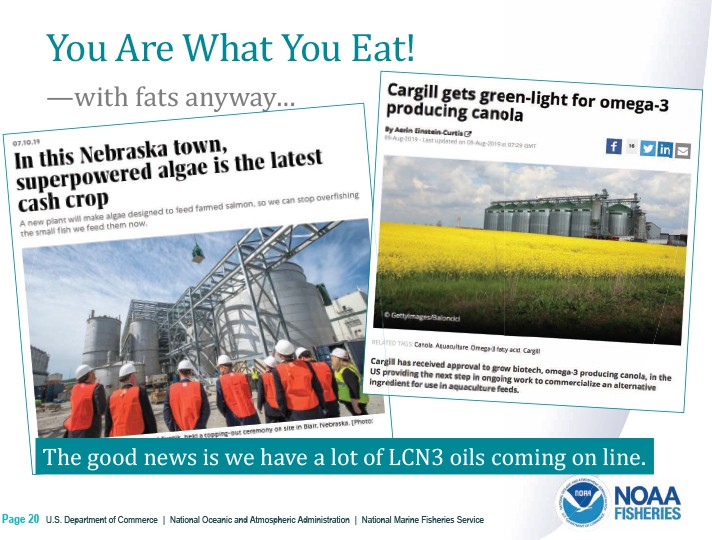 You Are What You Eat!
—with fats anyway…
07.10.19
In this Nebraska town,
superpowered algae is the latest
cash crop
A new plant will make algae designed to feed farmed salmon, so we can stop overfishing
the small fish we feed them now.
held a topping-out ceremony on site in Blair, Nebraska. [Photo:
Cargill gets green-light for omega-3
producing canola
By Aerin Einstein-Curtis
09-Aug-2019 - Last updated on 09-Aug-2019 at 07:29 GMT
f 18 in
© GettyImages/Baloncici
RELATED TAGS: Canola, Aquaculture, Omega-3 fatty acid, Cargill
Cargill has received approval to grow biotech, omega-3 producing canola, in the
US providing the next step in ongoing work to commercialize an alternative
ingredient for use in aquaculture feeds.
The good news is we have a lot of LCN3 oils coming on line.
NOAA
NOAA
FISHERIES
Page 20 U.S. Department of Commerce | National Oceanic and Atmospheric Administration | National Marine Fisheries Service